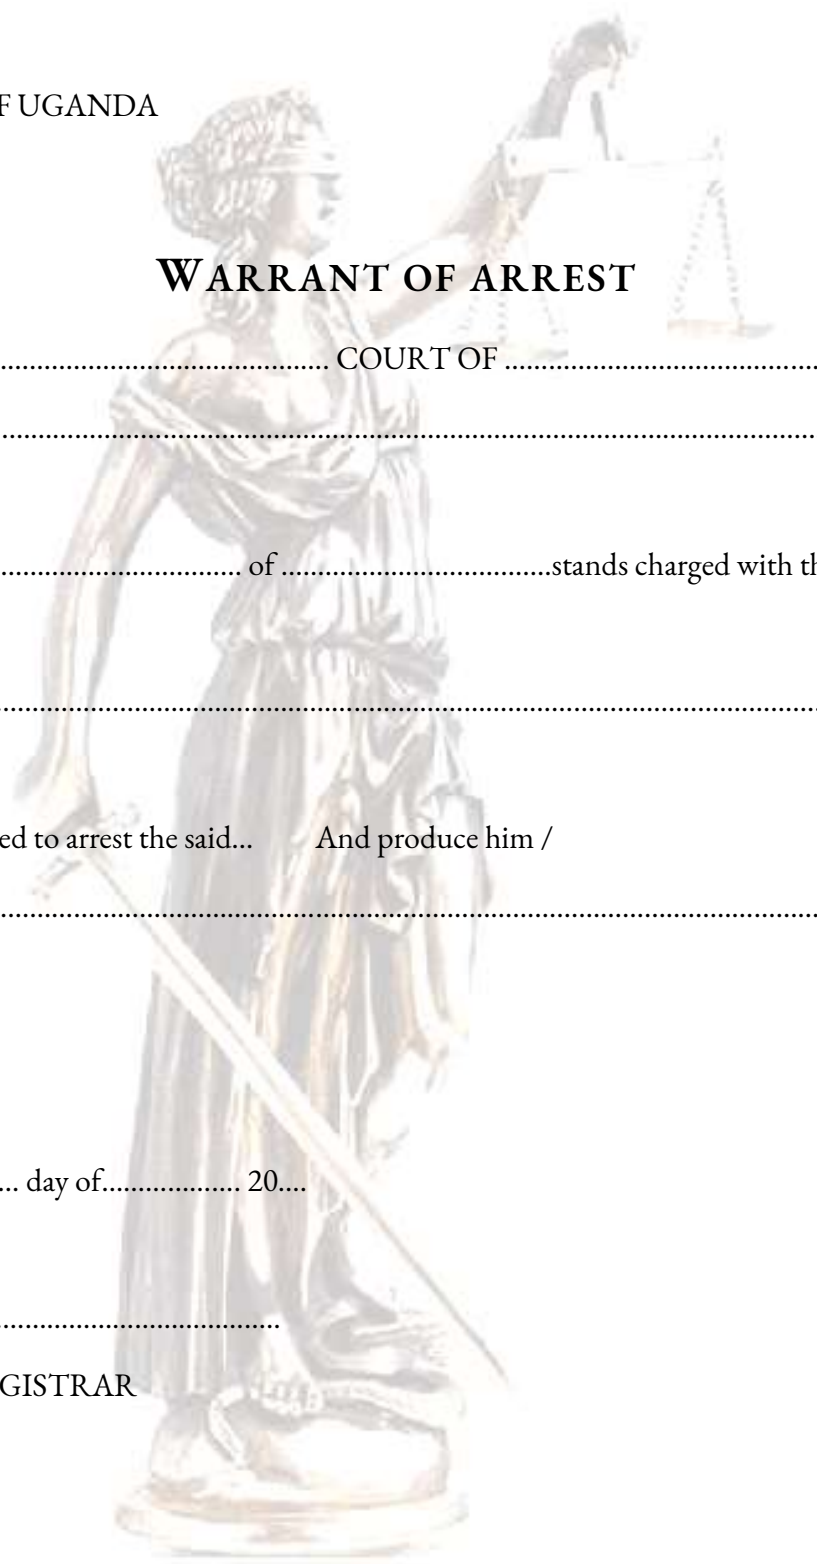 F UGANDA
WARRANT OF ARREST
............................................... COURT OF ...............................................
...............................................................................................................
.................................. of ....................................stands charged with th
...............................................................................................................
ed to arrest the said... And produce him /
...............................................................................................................
... day of.................. 20....
......................................
GISTRAR